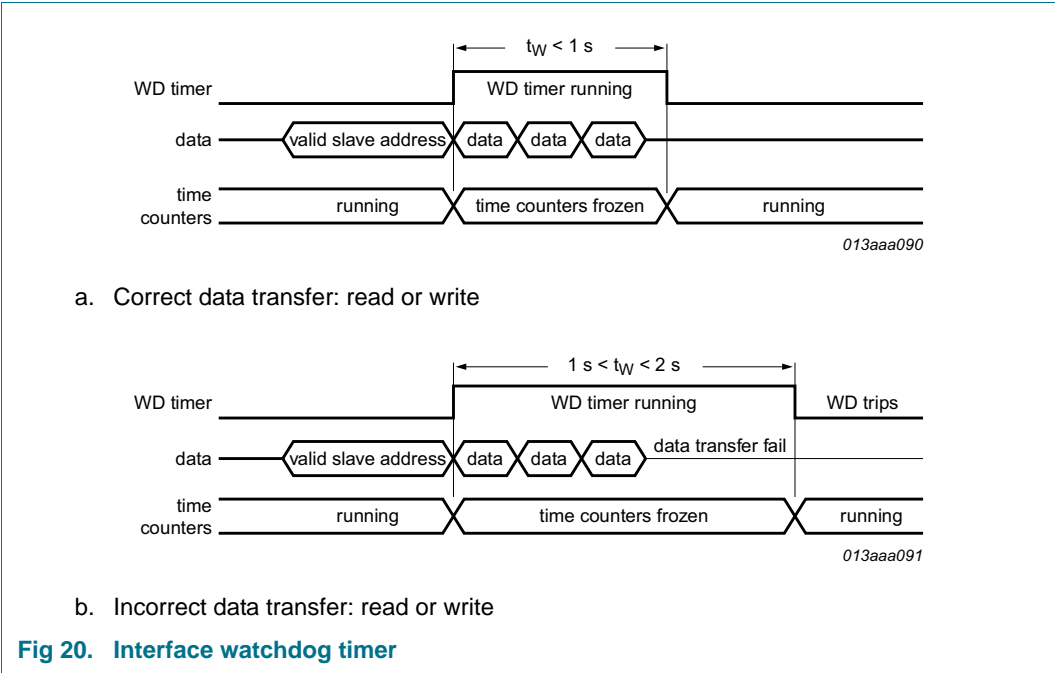 tW < 1 s
WD timer
WD timer running
data
valid slave address
data
data
data
time
counters
running
time counters frozen
running
013aaa090
a. Correct data transfer: read or write
1 s < tW < 2 s
WD timer
WD timer running
WD trips
data
valid slave address
data
data
data
data transfer fail
time
counters
running
time counters frozen
running
013aaa091
b. Incorrect data transfer: read or write
Fig 20. Interface watchdog timer